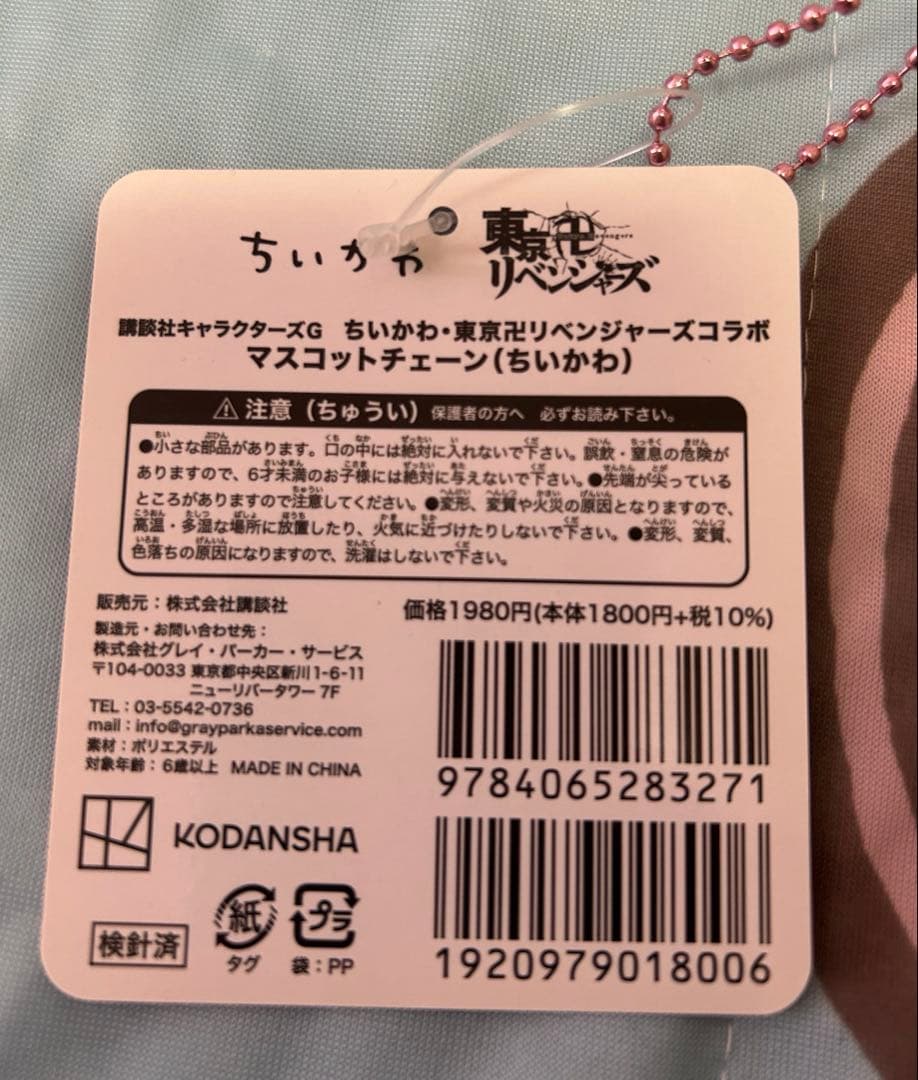 ちいかわ
東京卍リベンジャーズ
講談社キャラクターズG ちいかわ・東京卍リベンジャーズコラボ
マスコットチェーン(ちいかわ)
⚠注意(ちゅうい)保護者の方へ 必ずお読み下さい。
●小さな部品があります。口の中には絶対に入れないで下さい。誤飲・窒息の危険が
ありますので、6才未満のお子様には絶対に与えないで下さい。●先端が尖っている
ところがありますので注意してください。●変形、変質や火災の原因となりますので、
高温・多湿な場所に放置したり、火気に近づけたりしないで下さい。●変形、変質、
色落ちの原因になりますので、洗濯はしないで下さい。
販売元:株式会社講談社
製造元・お問い合わせ先:
株式会社グレイ・パーカー・サービス
〒104-0033 東京都中央区新川1-6-11
ニューリバータワー 7F
TEL:03-5542-0736
mail:info@grayparkaservice.com
素材:ポリエステル
対象年齢:6歳以上 MADE IN CHINA
価格1980円(本体1800円+税10%)
9784065283271
1920979018006
KODANSHA
検針済
紙
タグ
プラ
袋:PP